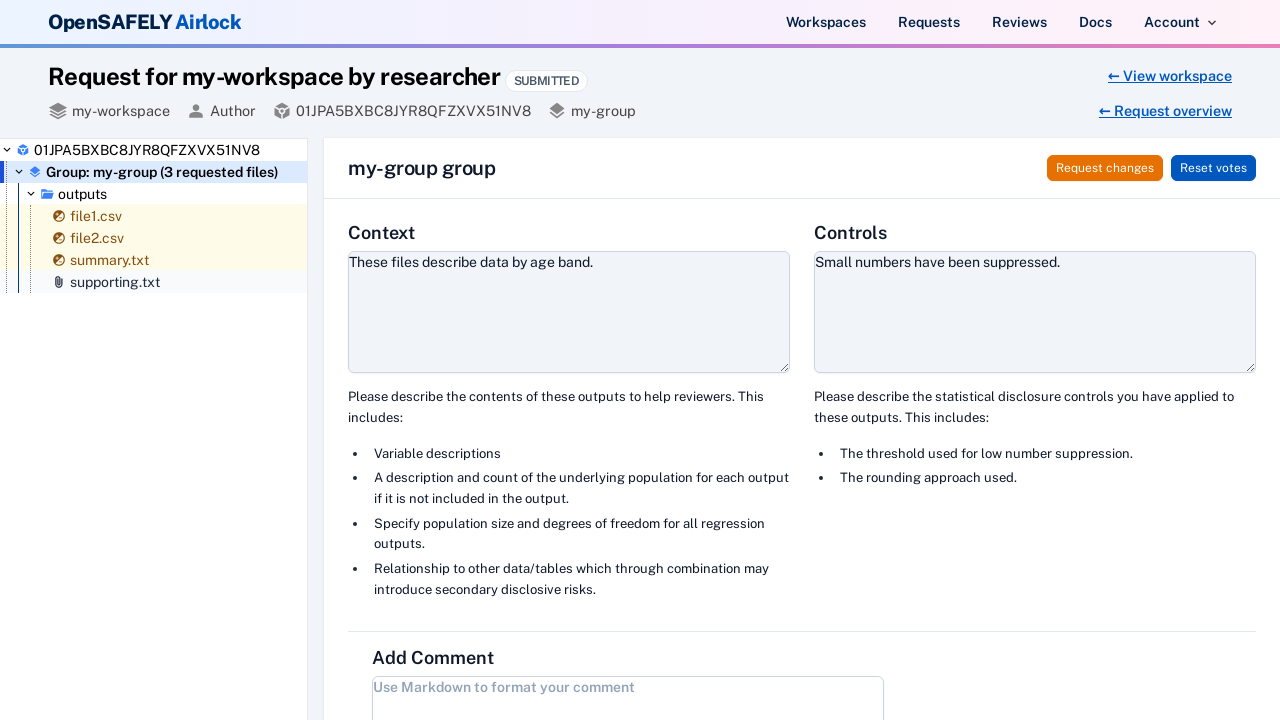 OpenSAFELY Airlock
Workspaces
Requests
Reviews
Docs
Account
Request for my-workspace by researcher
SUBMITTED
← View workspace
my-workspace
Author
01JPA5BXBC8JYR8QFZXVX51NV8
my-group
← Request overview
01JPA5BXBC8JYR8QFZXVX51NV8
Group: my-group (3 requested files)
outputs
file1.csv
file2.csv
summary.txt
supporting.txt
my-group group
Request changes
Reset votes
Context
These files describe data by age band.
Please describe the contents of these outputs to help reviewers. This
includes:
• Variable descriptions
• A description and count of the underlying population for each output
if it is not included in the output.
• Specify population size and degrees of freedom for all regression
outputs.
• Relationship to other data/tables which through combination may
introduce secondary disclosive risks.
Controls
Small numbers have been suppressed.
Please describe the statistical disclosure controls you have applied to
these outputs. This includes:
• The threshold used for low number suppression.
• The rounding approach used.
Add Comment
Use Markdown to format your comment